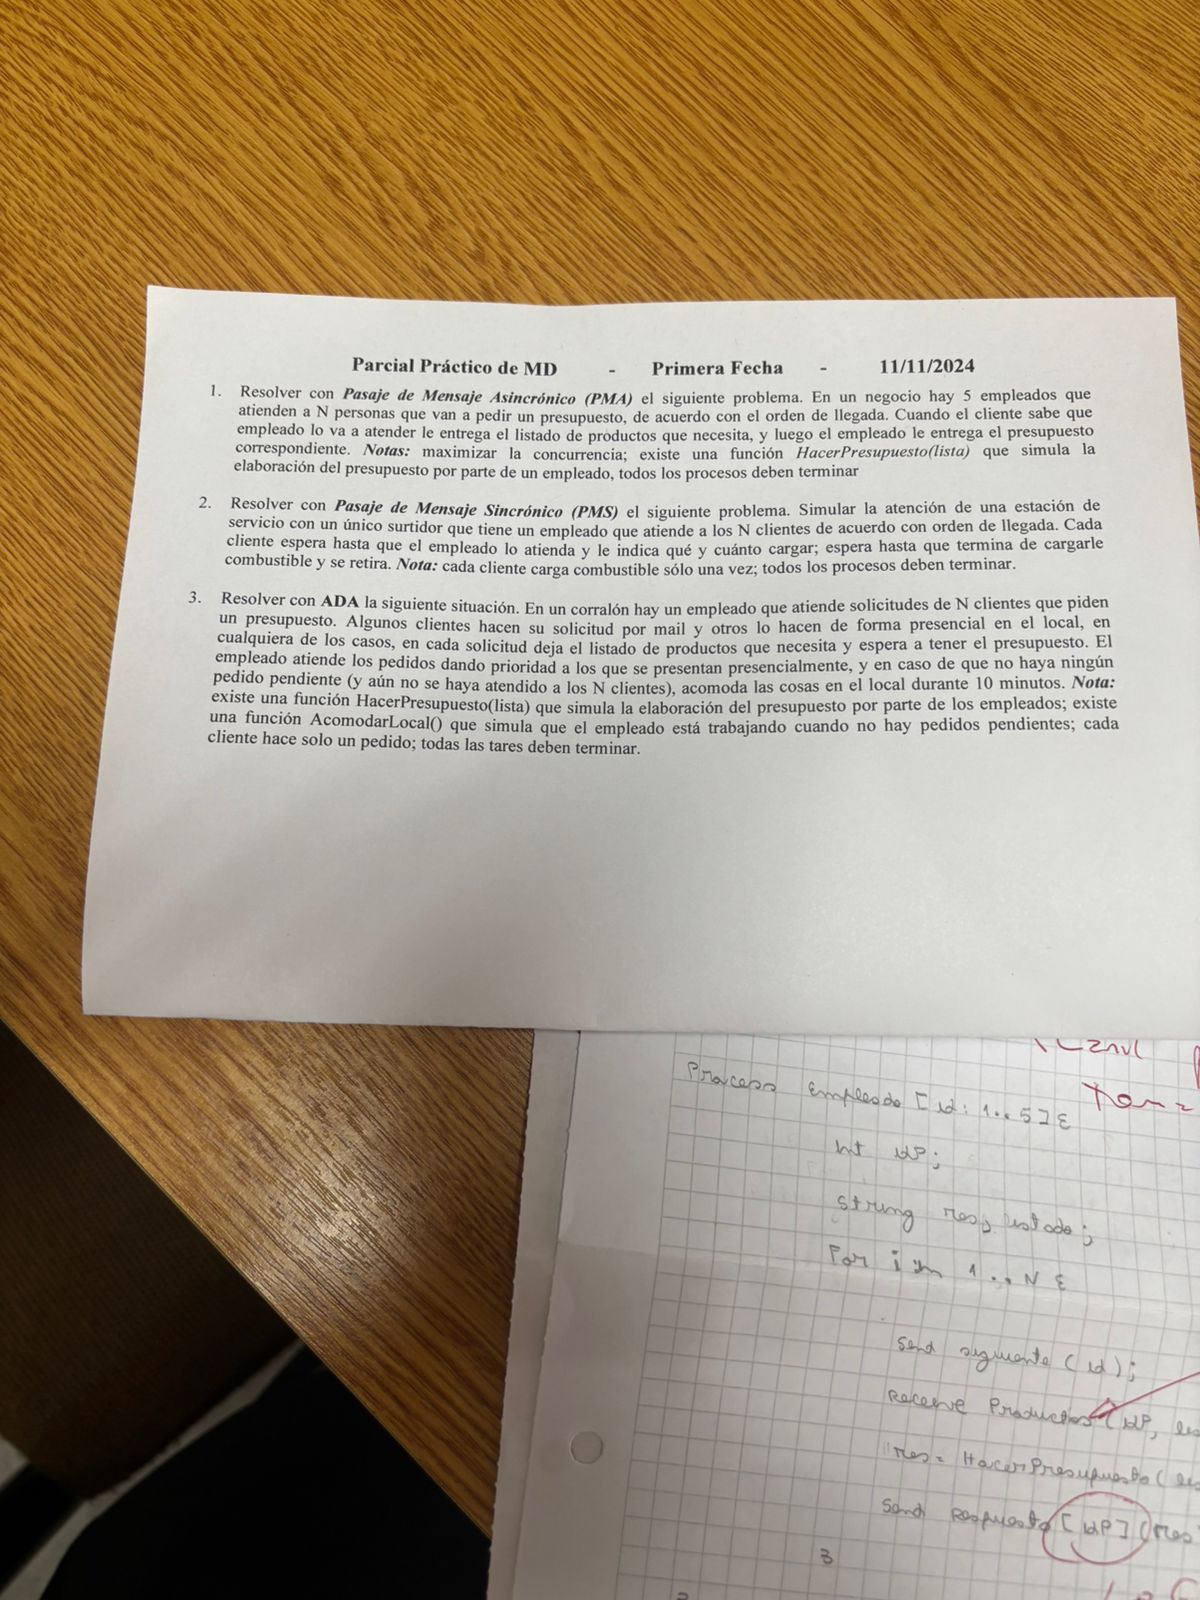 Parcial Práctico de MD - Primera Fecha - 11/11/2024
1. Resolver con Pasaje de Mensaje Asincrónico (PMA) el siguiente problema. En un negocio hay 5 empleados que
atienden a N personas que van a pedir un presupuesto, de acuerdo con el orden de llegada. Cuando el cliente sabe que
empleado lo va a atender le entrega el listado de productos que necesita, y luego el empleado le entrega el presupuesto
correspondiente. Notas: maximizar la concurrencia; existe una función HacerPresupuesto(lista) que simula la
elaboración del presupuesto por parte de un empleado, todos los procesos deben terminar
2. Resolver con Pasaje de Mensaje Sincrónico (PMS) el siguiente problema. Simular la atención de una estación de
servicio con un único surtidor que tiene un empleado que atiende a los N clientes de acuerdo con orden de llegada. Cada
cliente espera hasta que el empleado lo atienda y le indica qué y cuánto cargar; espera hasta que termina de cargarle
combustible y se retira. Nota: cada cliente carga combustible sólo una vez; todos los procesos deben terminar.
3. Resolver con ADA la siguiente situación. En un corralón hay un empleado que atiende solicitudes de N clientes que piden
un presupuesto. Algunos clientes hacen su solicitud por mail y otros lo hacen de forma presencial en el local, en
cualquiera de los casos, en cada solicitud deja el listado de productos que necesita y espera a tener el presupuesto. El
empleado atiende los pedidos dando prioridad a los que se presentan presencialmente, y en caso de que no haya ningún
pedido pendiente (y aún no se haya atendido a los N clientes), acomoda las cosas en el local durante 10 minutos. Nota:
existe una función HacerPresupuesto(lista) que simula la elaboración del presupuesto por parte de los empleados; existe
una función AcomodarLocal() que simula que el empleado está trabajando cuando no hay pedidos pendientes; cada
cliente hace solo un pedido; todas las tares deben terminar.
Process Empleado [id: 1..5] {
int idP;
string res, listado;
For i in 1..N {
Send siguiente (id);
Receive Productos (idP,
res = HacerPresupuesto (
Send Respuesta [idP] (res
}